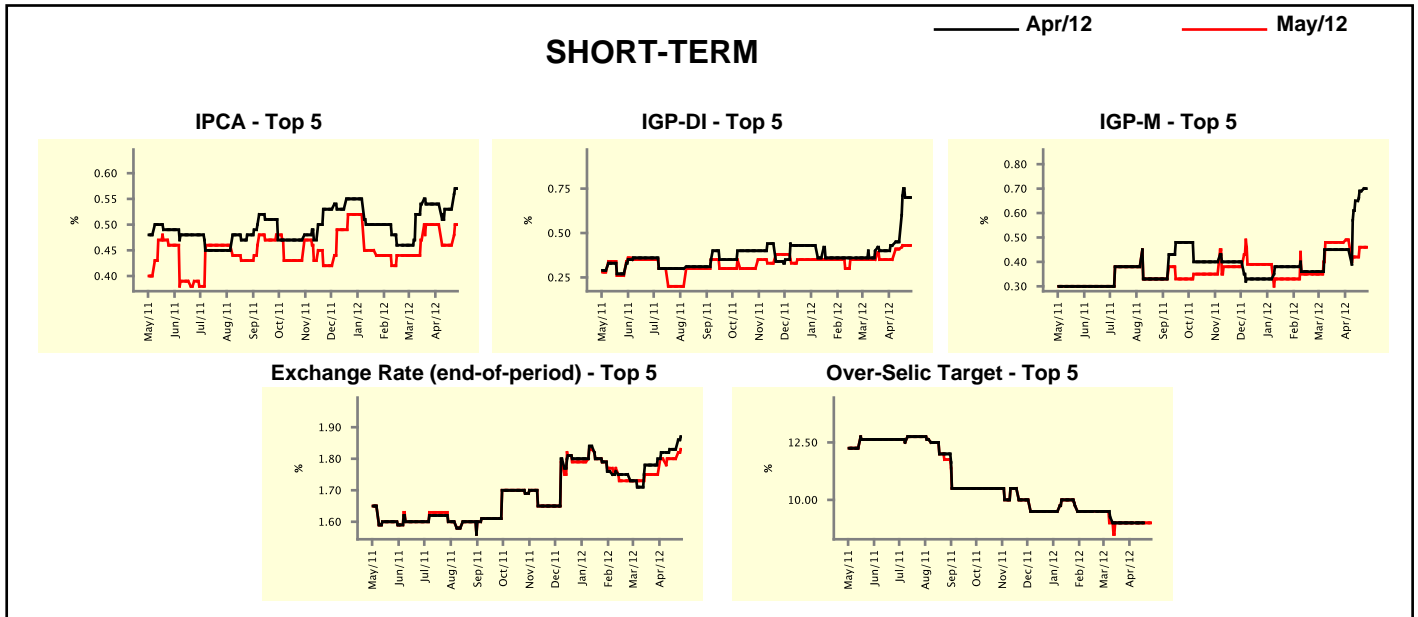 Apr/12 May/12
SHORT-TERM
IPCA - Top 5
%
0.60
0.55
0.50
0.45
0.40
May/11 Jun/11 Jul/11 Aug/11 Sep/11 Oct/11 Nov/11 Dec/11 Jan/12 Feb/12 Mar/12 Apr/12
IGP-DI - Top 5
%
0.75
0.50
0.25
May/11 Jun/11 Jul/11 Aug/11 Sep/11 Oct/11 Nov/11 Dec/11 Jan/12 Feb/12 Mar/12 Apr/12
IGP-M - Top 5
%
0.80
0.70
0.60
0.50
0.40
0.30
May/11 Jun/11 Jul/11 Aug/11 Sep/11 Oct/11 Nov/11 Dec/11 Jan/12 Feb/12 Mar/12 Apr/12
Exchange Rate (end-of-period) - Top 5
%
1.90
1.80
1.70
1.60
May/11 Jun/11 Jul/11 Aug/11 Sep/11 Oct/11 Nov/11 Dec/11 Jan/12 Feb/12 Mar/12 Apr/12
Over-Selic Target - Top 5
%
12.50
10.00
May/11 Jun/11 Jul/11 Aug/11 Sep/11 Oct/11 Nov/11 Dec/11 Jan/12 Feb/12 Mar/12 Apr/12